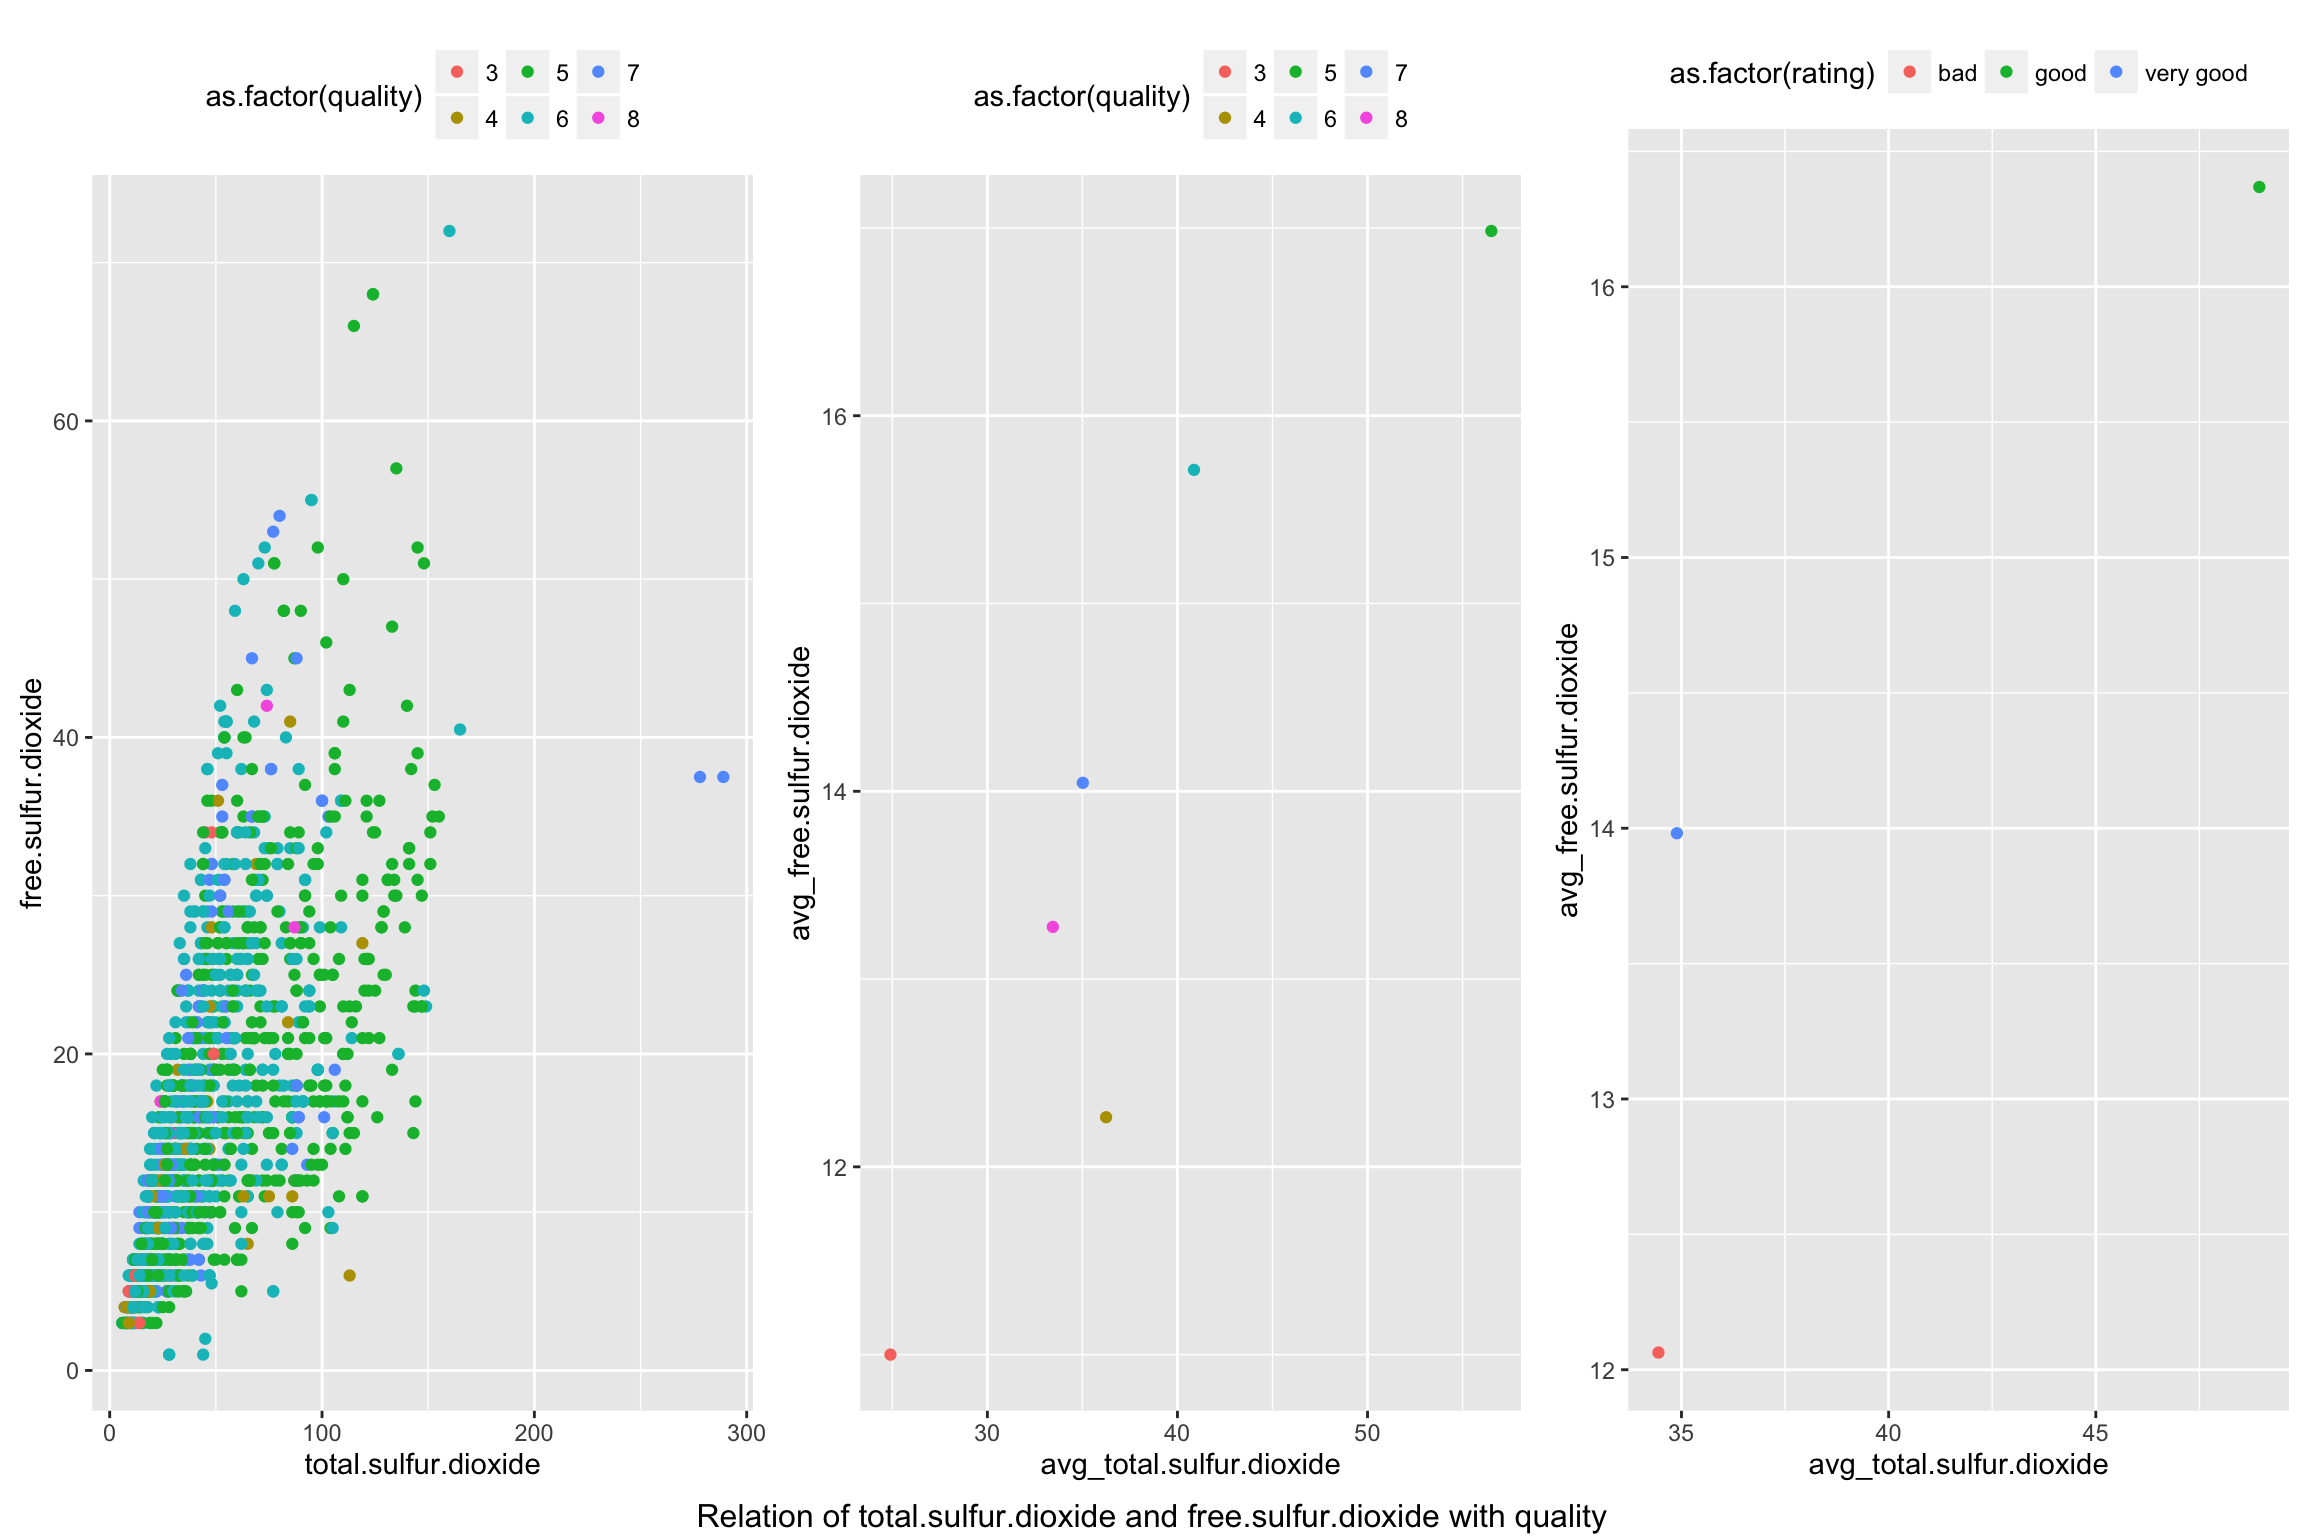 as.factor(quality) 3 5 7
4 6 8
free.sulfur.dioxide
60
40
20
0
0 100 200 300
total.sulfur.dioxide
as.factor(quality) 3 5 7
4 6 8
avg_free.sulfur.dioxide
16
14
12
30 40 50
avg_total.sulfur.dioxide
as.factor(rating) bad good very good
avg_free.sulfur.dioxide
16
15
14
13
12
35 40 45
avg_total.sulfur.dioxide
Relation of total.sulfur.dioxide and free.sulfur.dioxide with quality